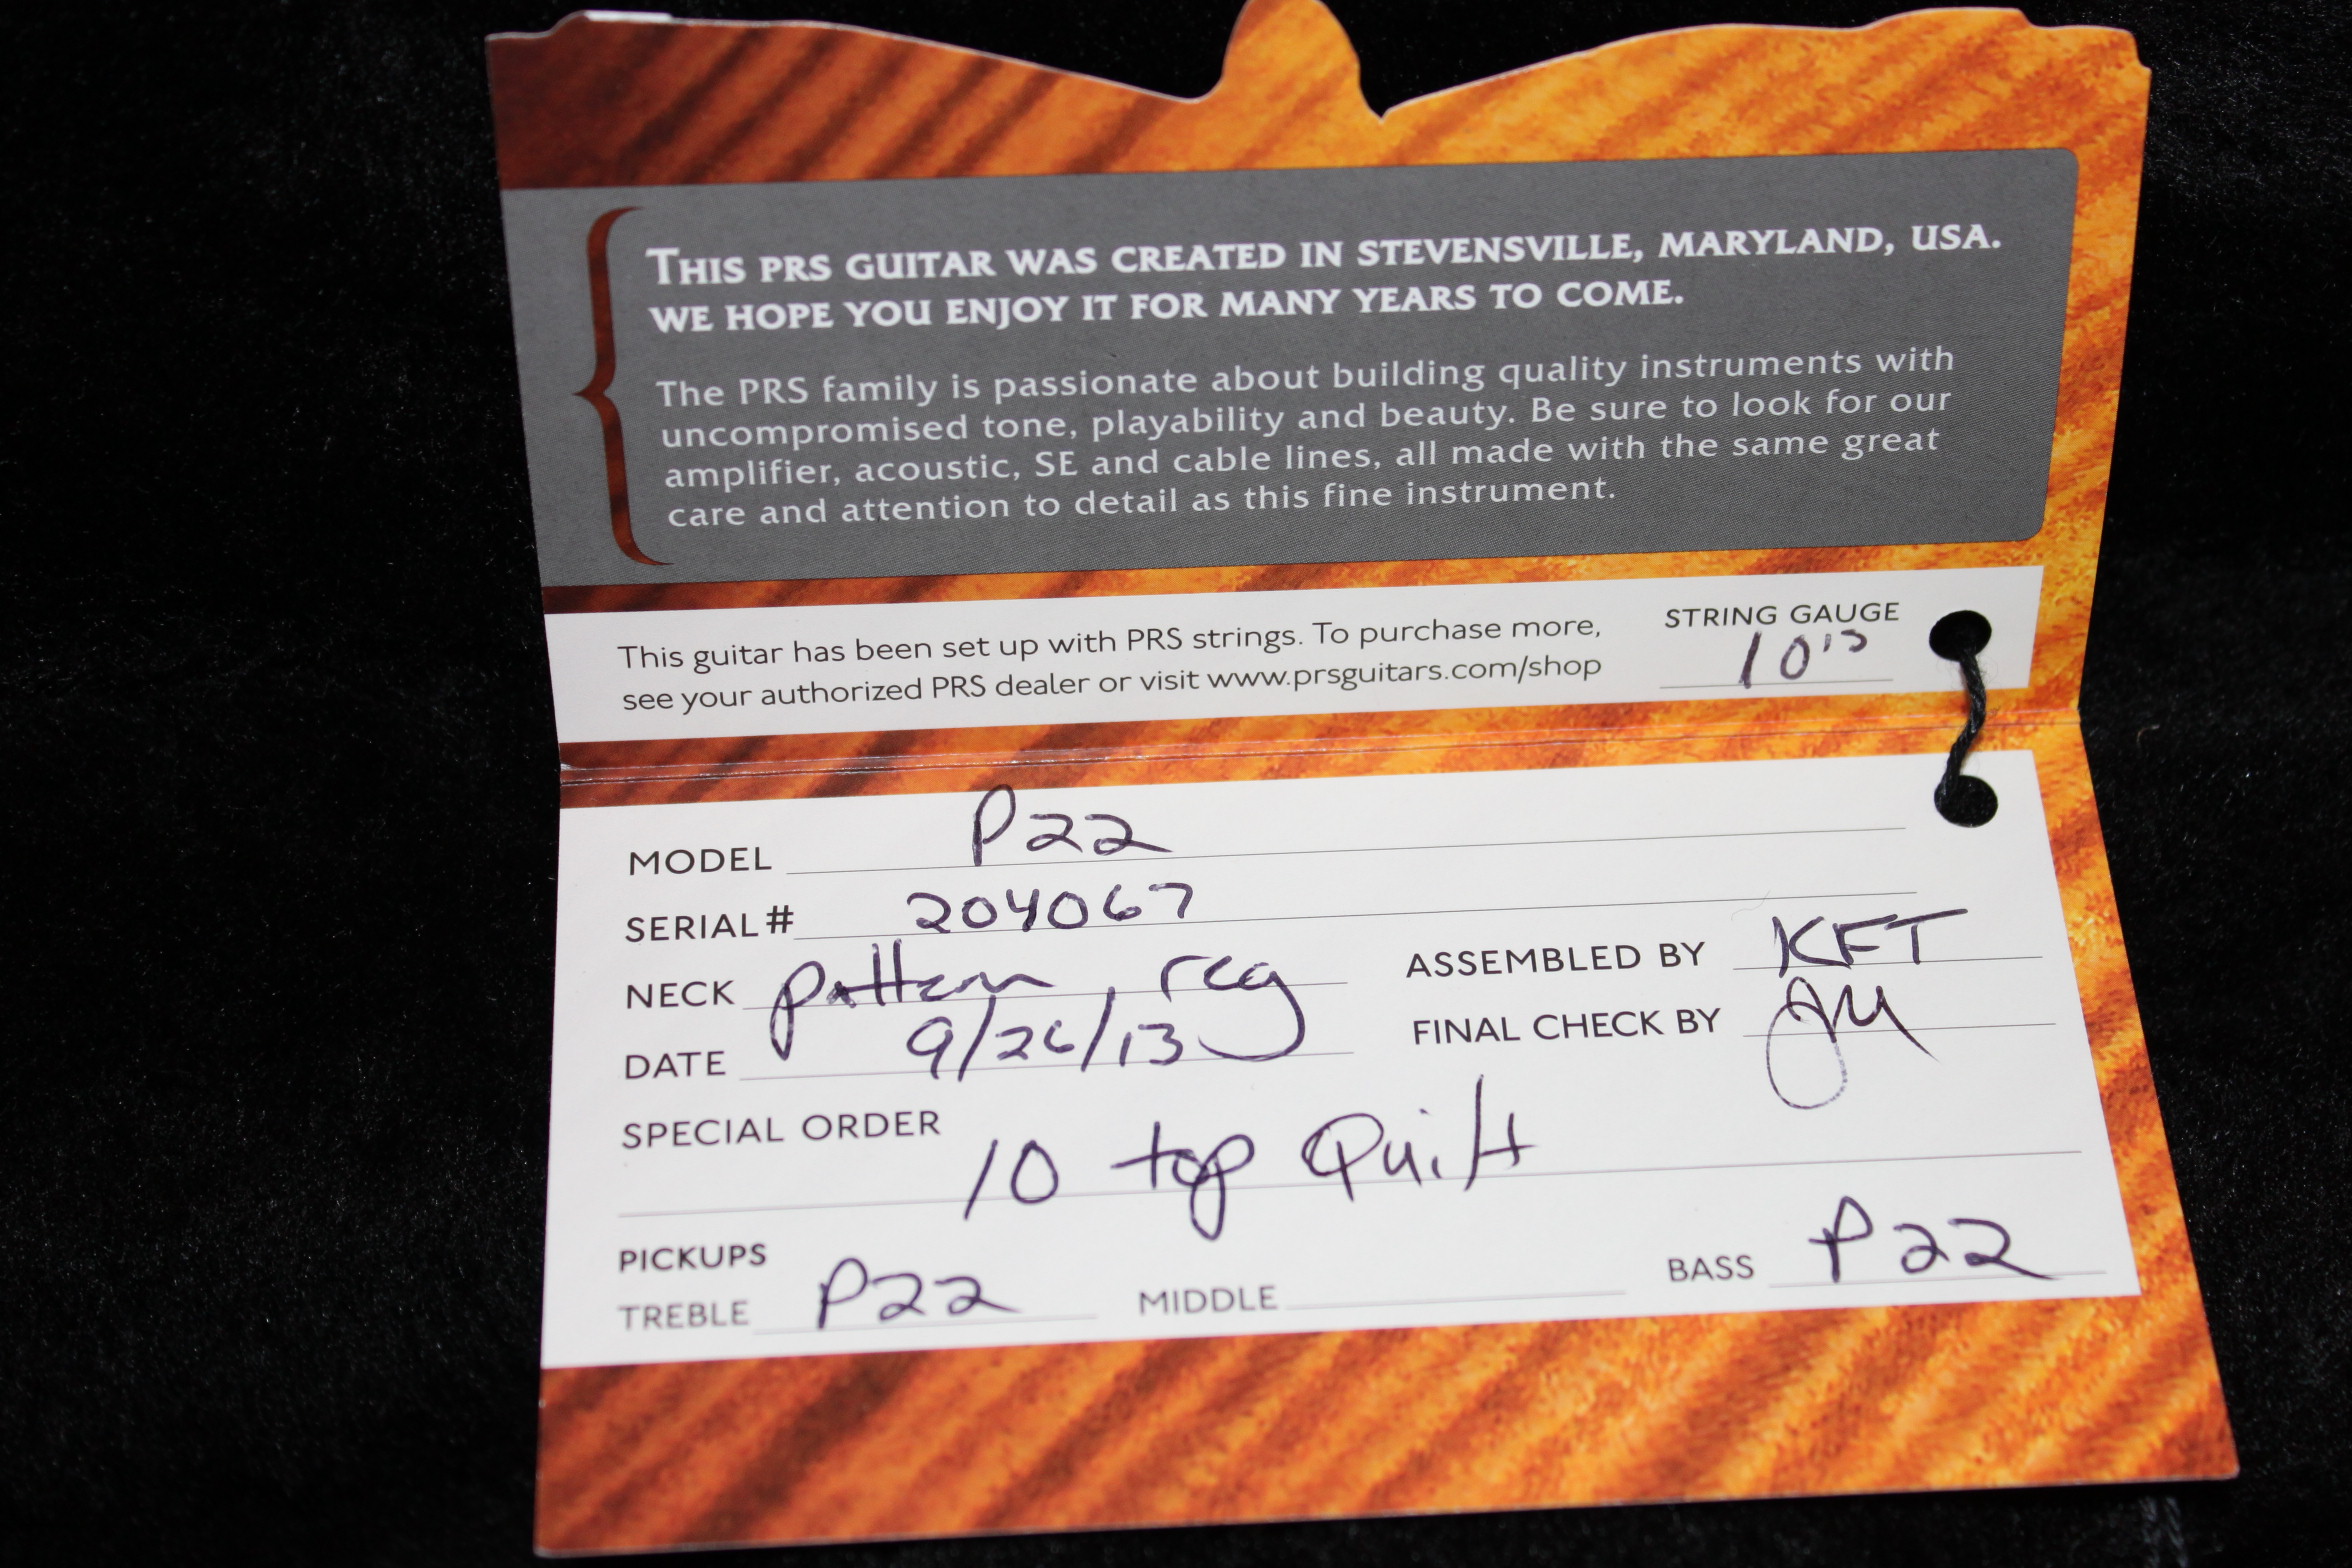 THIS PRS GUITAR WAS CREATED IN STEVENSVILLE, MARYLAND, USA.
WE HOPE YOU ENJOY IT FOR MANY YEARS TO COME.
The PRS family is passionate about building quality instruments with
uncompromised tone, playability and beauty. Be sure to look for our
amplifier, acoustic, SE and cable lines, all made with the same great
care and attention to detail as this fine instrument.
This guitar has been set up with PRS strings. To purchase more,
see your authorized PRS dealer or visit www.prsguitars.com/shop
STRING GAUGE
10's
MODEL P22
SERIAL# 204067
NECK pattern reg
ASSEMBLED BY KFT
DATE 9/26/13
FINAL CHECK BY
SPECIAL ORDER
10 top Quilt
PICKUPS
TREBLE P22 MIDDLE BASS P22